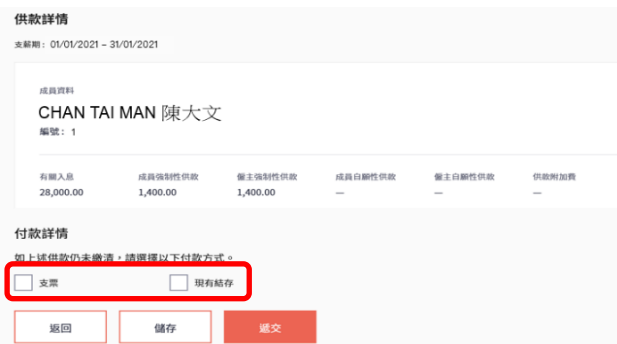 供款詳情
支薪期： 01/01/2021 – 31/01/2021
成員資料
CHAN TAI MAN 陳大文
編號： 1
有關入息 成員強制性供款 僱主強制性供款 成員自願性供款 僱主自願性供款 供款附加費
28,000.00 1,400.00 1,400.00 — — —
付款詳情
如上述供款仍未繳清，請選擇以下付款方式。
支票 現有結存
返回 儲存 遞交